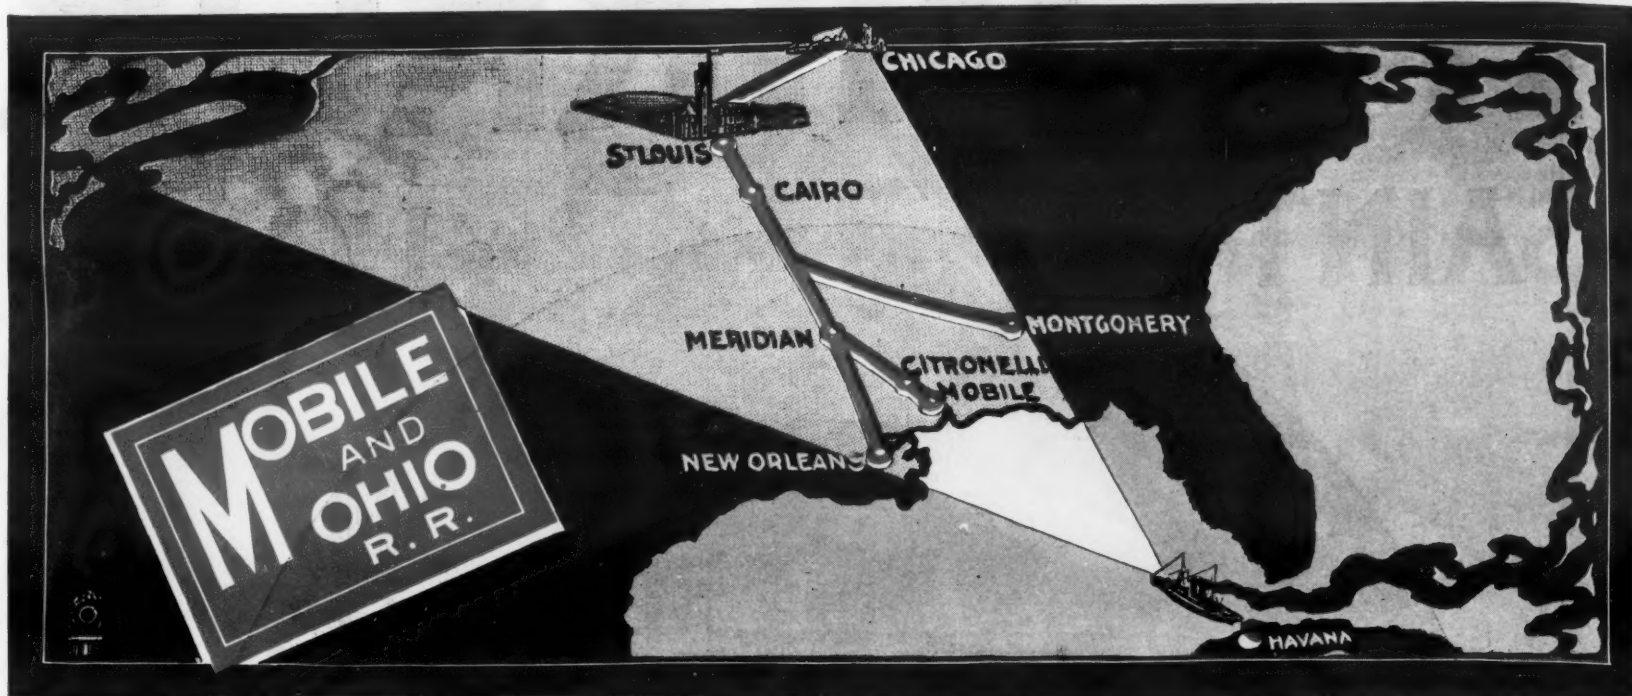 CHICAGO
ST LOUIS
CAIRO
MONTGOMERY
MERIDIAN
CITRONELLE
MOBILE
NEW ORLEANS
MOBILE
AND
OHIO
R. R.
HAVANA